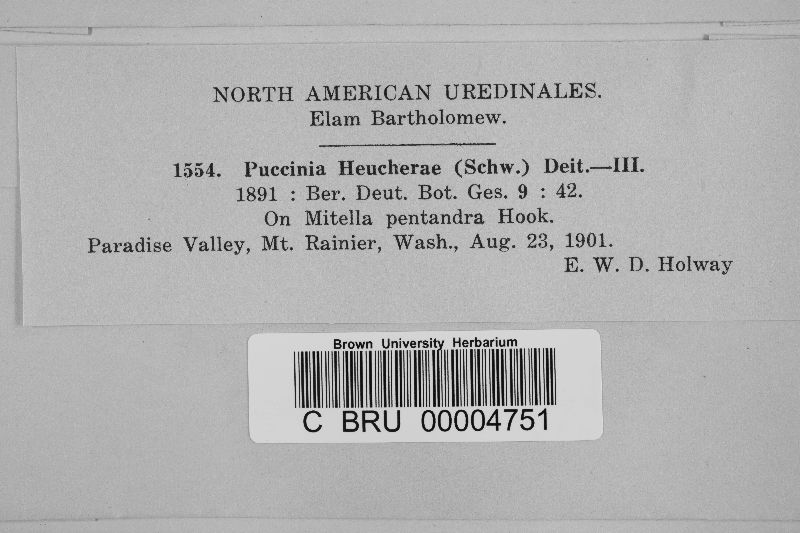 NORTH AMERICAN UREDINALES.
Elam Bartholomew.
1554. Puccinia Heucherae (Schw.) Deit.—III.
1891 : Ber. Deut. Bot. Ges. 9 : 42.
On Mitella pentandra Hook.
Paradise Valley, Mt. Rainier, Wash., Aug. 23, 1901.
E. W. D. Holway
Brown University Herbarium
C BRU 00004751